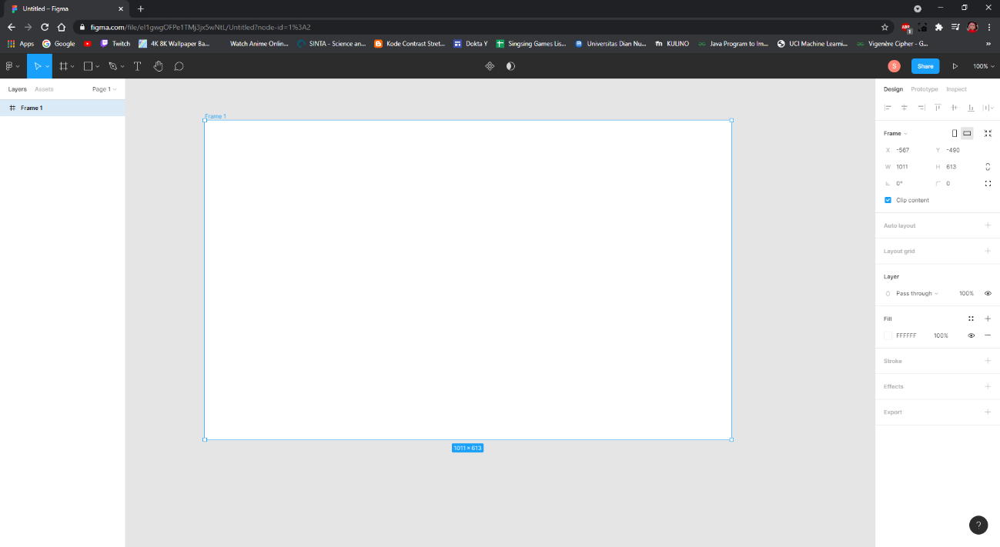 Untitled – Figma
figma.com/file/eI1gwgOFPe1TMj3jx5wNtL/Untitled?node-id=1%3A2
ABP
1
Apps
Google
Twitch
4K 8K Wallpaper Ba...
Watch Anime Onlin...
SINTA - Science an...
Kode Contrast Stret...
Dokta Y
Singsing Games Lis...
Universitas Dian Nu...
KULINO
Java Program to Im...
UCI Machine Learni...
Vigenère Cipher - G...
»
S
Share
100%
Layers
Assets
Page 1
Frame 1
Frame 1
1011 × 613
Design
Prototype
Inspect
Frame
X -567
Y -490
W 1011
H 613
0°
0
Clip content
Auto layout
Layout grid
Layer
Pass through
100%
Fill
FFFFFF
100%
Stroke
Effects
Export
?